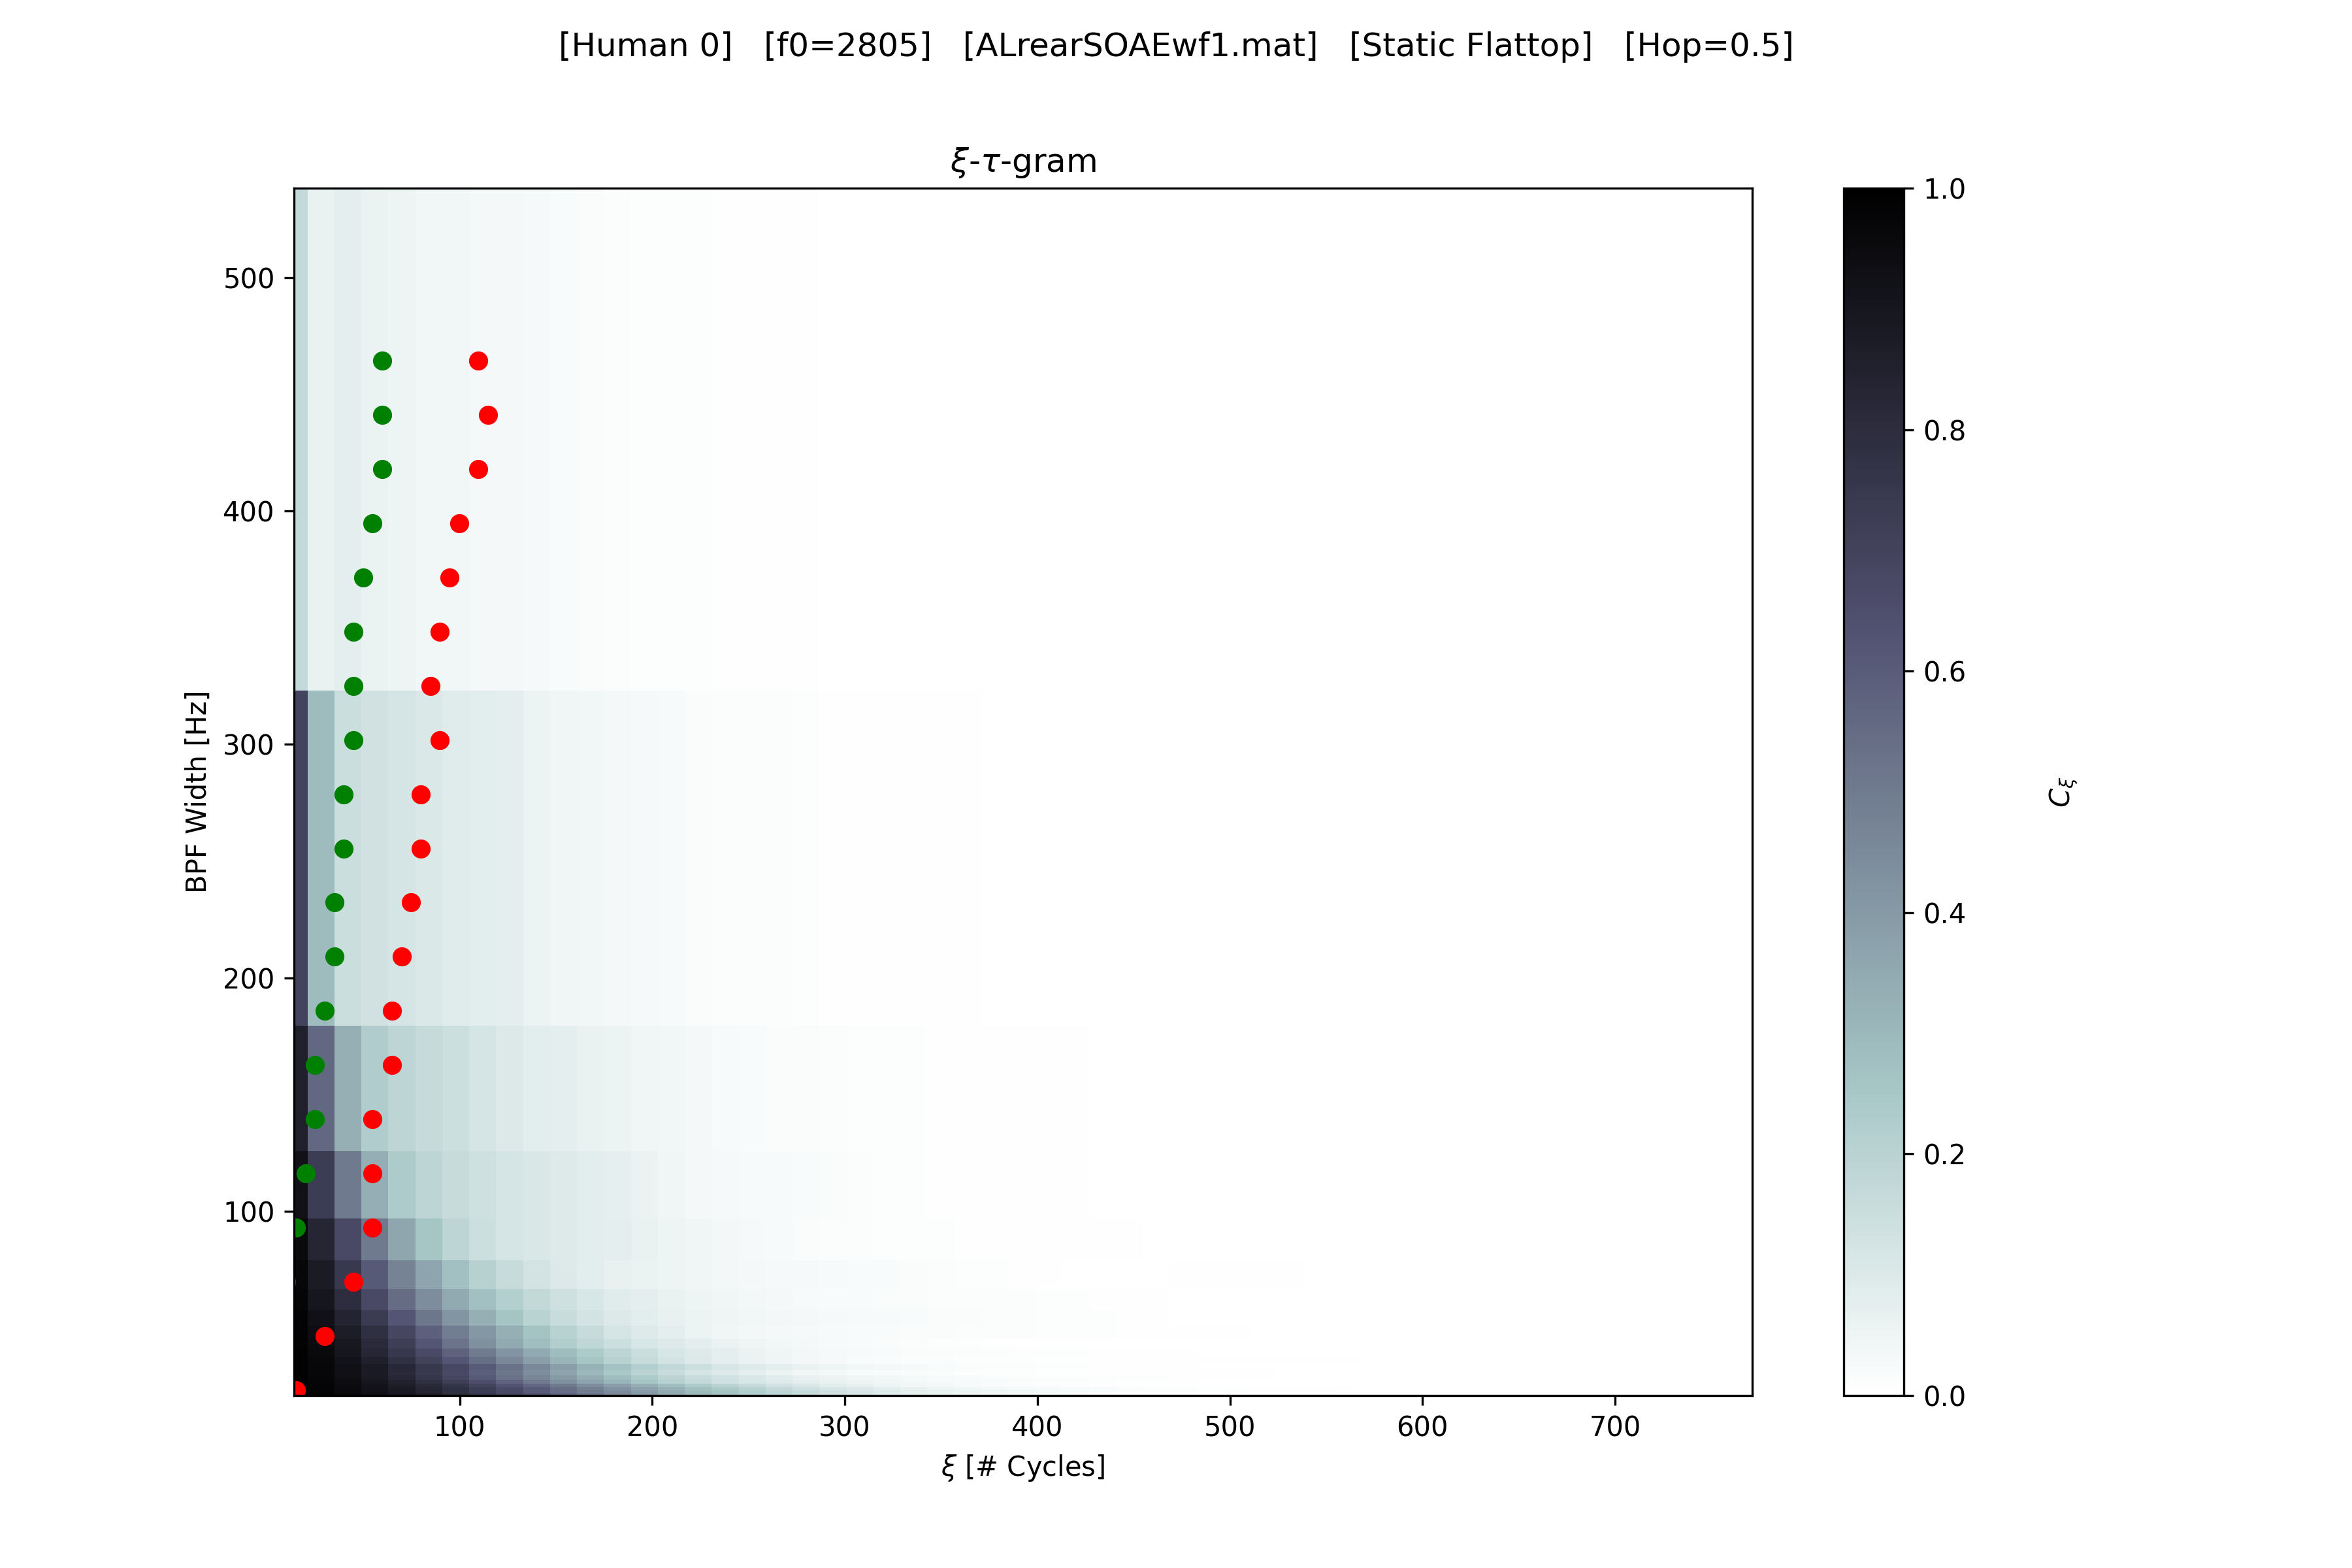 [Human 0]   [f0=2805]   [ALrearSOAEwf1.mat]   [Static Flattop]   [Hop=0.5]
ξ-τ-gram
500
400
300
200
100
BPF Width [Hz]
100 200 300 400 500 600 700
ξ [# Cycles]
1.0
0.8
0.6
0.4
0.2
0.0
C_ξ